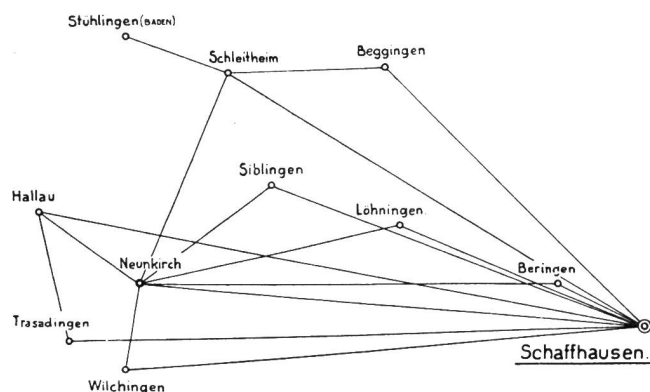 Stühlingen (BADEN)
Schleitheim
Beggingen
Siblingen
Hallau
Löhningen.
Neunkirch
Beringen
Trasadingen
Schaffhausen.
Wilchingen